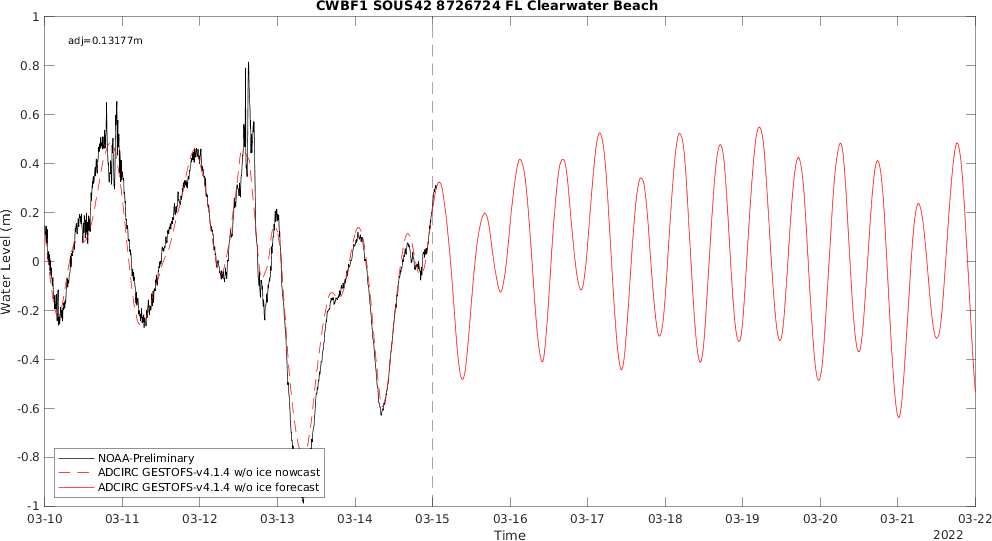 CWBF1 SOUS42 8726724 FL Clearwater Beach
adj=0.13177m
1
0.8
0.6
0.4
0.2
0
-0.2
-0.4
-0.6
-0.8
-1
Water Level (m)
NOAA-Preliminary
ADCIRC GESTOFS-v4.1.4 w/o ice nowcast
ADCIRC GESTOFS-v4.1.4 w/o ice forecast
03-10 03-11 03-12 03-13 03-14 03-15 03-16 03-17 03-18 03-19 03-20 03-21 03-22
Time
2022